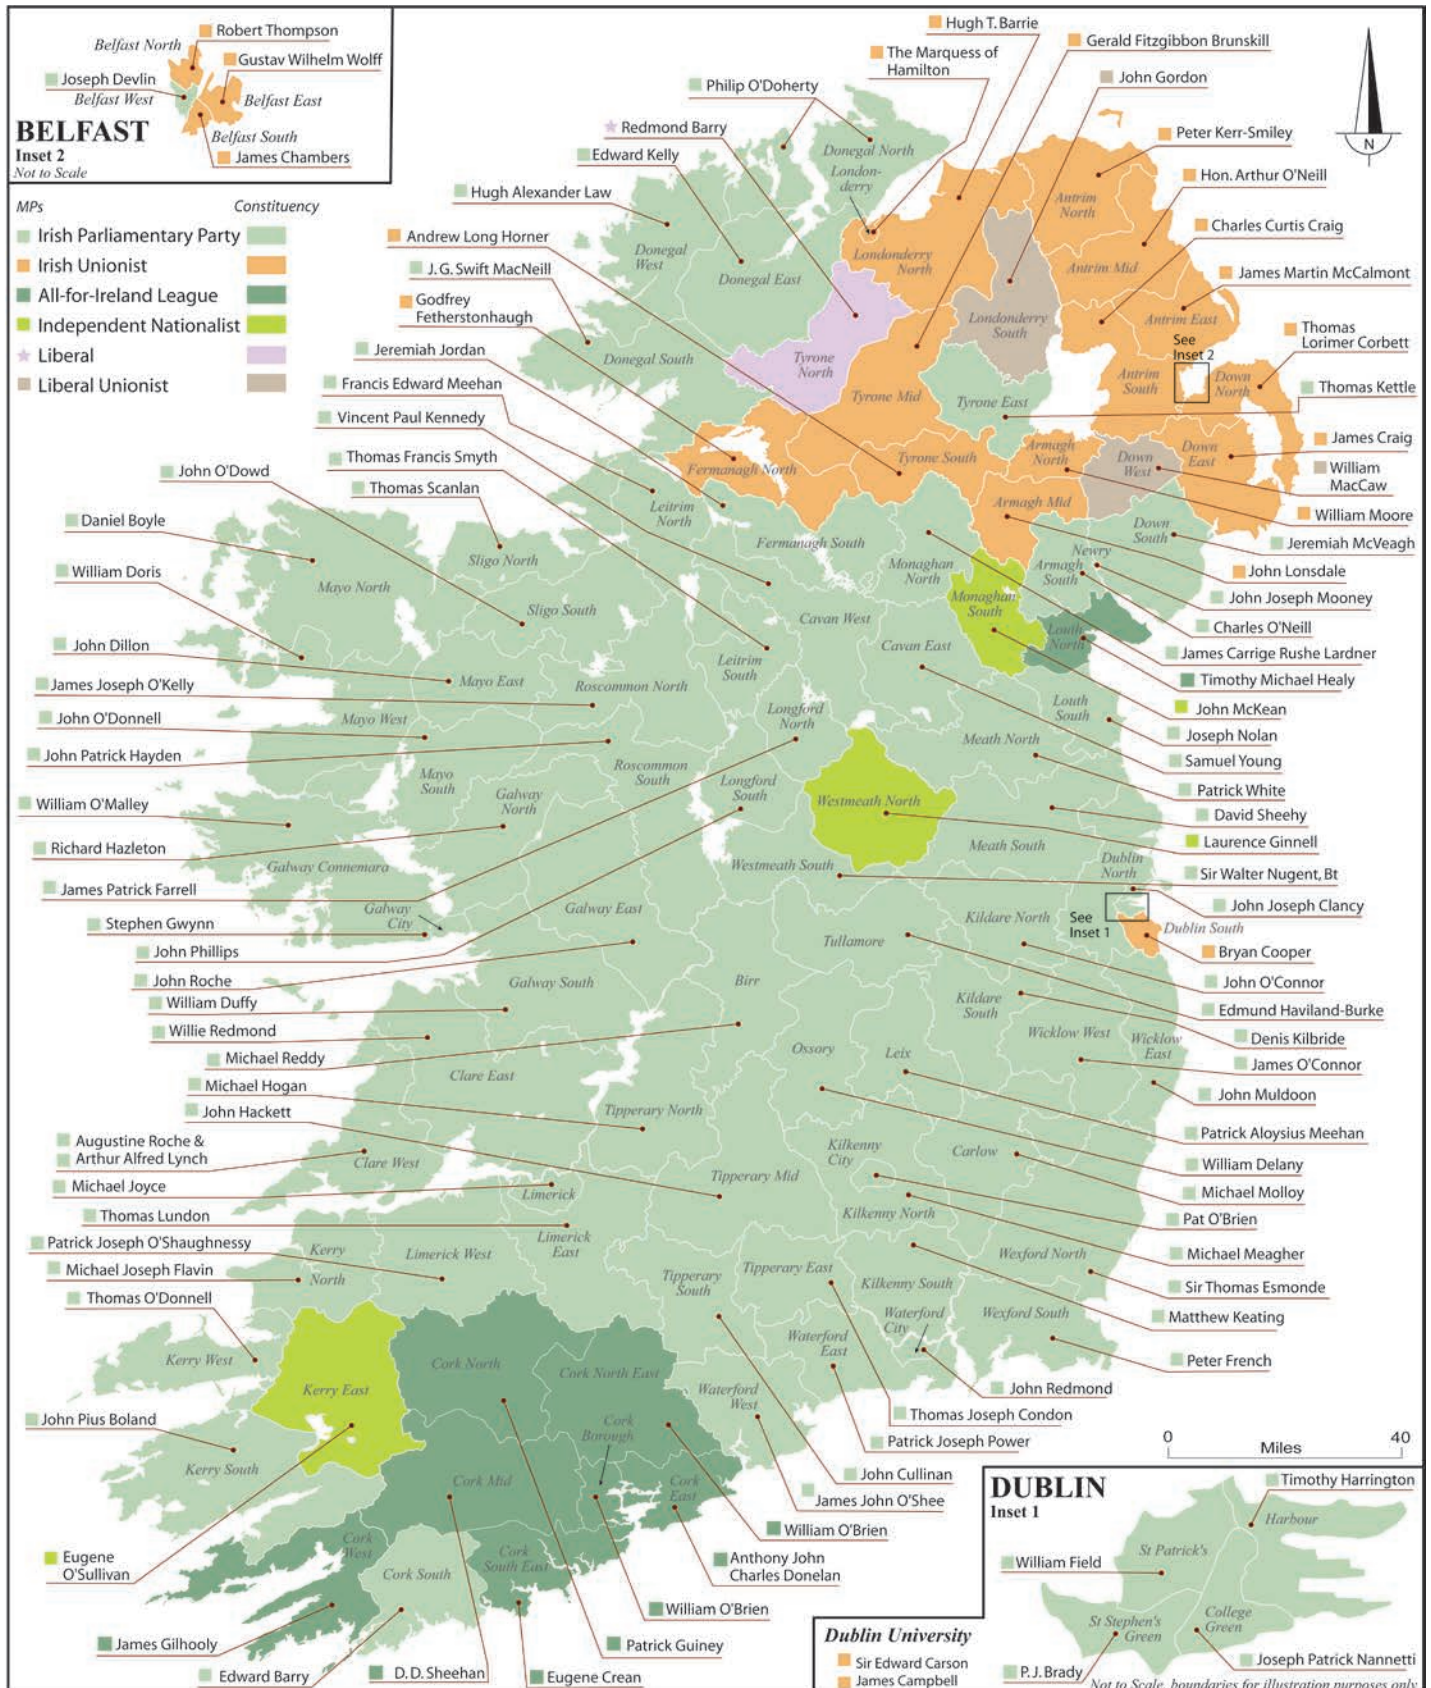 Belfast North
Robert Thompson
Gustav Wilhelm Wolff
Joseph Devlin
Belfast West
Belfast East
Belfast South
James Chambers
BELFAST
Inset 2
Not to Scale
MPs
Constituency
Irish Parliamentary Party
Irish Unionist
All-for-Ireland League
Independent Nationalist
Liberal
Liberal Unionist
Hugh T. Barrie
The Marquess of
Hamilton
Gerald Fitzgibbon Brunskill
John Gordon
Philip O'Doherty
Redmond Barry
Edward Kelly
Hugh Alexander Law
Andrew Long Horner
J.G. Swift MacNeill
Godfrey
Fetherstonhaugh
Jeremiah Jordan
Francis Edward Meehan
Vincent Paul Kennedy
Thomas Francis Smyth
John O'Dowd
Thomas Scanlan
Daniel Boyle
William Doris
John Dillon
James Joseph O'Kelly
John O'Donnell
John Patrick Hayden
William O'Malley
Richard Hazleton
James Patrick Farrell
Stephen Gwynn
John Phillips
John Roche
William Duffy
Willie Redmond
Michael Reddy
Michael Hogan
John Hackett
Augustine Roche &
Arthur Alfred Lynch
Michael Joyce
Thomas Lundon
Patrick Joseph O'Shaughnessy
Michael Joseph Flavin
Thomas O'Donnell
John Pius Boland
Eugene
O'Sullivan
James Gilhooly
Edward Barry
D.D. Sheehan
Eugene Crean
Patrick Guiney
William O'Brien
Anthony John
Charles Donelan
William O'Brien
James John O'Shee
John Cullinan
Patrick Joseph Power
Thomas Joseph Condon
John Redmond
N
Peter Kerr-Smiley
Hon. Arthur O'Neill
Charles Curtis Craig
James Martin McCalmont
Thomas
Lorimer Corbett
Thomas Kettle
James Craig
William
MacCaw
William Moore
Jeremiah McVeagh
John Lonsdale
John Joseph Mooney
Charles O'Neill
James Carrige Rushe Lardner
Timothy Michael Healy
John McKean
Joseph Nolan
Samuel Young
Patrick White
David Sheehy
Laurence Ginnell
Sir Walter Nugent, Bt
John Joseph Clancy
Bryan Cooper
John O'Connor
Edmund Haviland-Burke
Denis Kilbride
James O'Connor
John Muldoon
Patrick Aloysius Meehan
William Delany
Michael Molloy
Pat O'Brien
Michael Meagher
Sir Thomas Esmonde
Matthew Keating
Peter French
Donegal North
London-
derry
Donegal
West
Donegal East
Donegal South
Londonderry
North
Londonderry
South
Antrim
North
Antrim Mid
Antrim East
See
Inset 2
Antrim
South
Down
North
Tyrone
North
Tyrone Mid
Tyrone East
Tyrone South
Fermanagh North
Fermanagh South
Armagh
North
Down
West
Down
East
Armagh Mid
Down
South
Newry
Armagh
South
Monaghan
North
Monaghan
South
Louth
North
Leitrim
North
Sligo North
Sligo South
Mayo North
Mayo East
Mayo West
Mayo
South
Roscommon North
Roscommon
South
Leitrim
South
Cavan West
Cavan East
Longford
North
Longford
South
Louth
South
Meath North
Westmeath North
Meath South
Westmeath South
Dublin
North
See
Inset 1
Dublin South
Galway
North
Galway Connemara
Galway
City
Galway East
Galway South
Tullamore
Birr
Kildare North
Kildare
South
Wicklow West
Wicklow
East
Ossory
Leix
Clare East
Clare West
Tipperary North
Tipperary Mid
Kilkenny
City
Carlow
Kilkenny North
Limerick
Limerick
East
Limerick West
Kerry
North
Tipperary
South
Tipperary East
Kilkenny South
Wexford North
Wexford South
Waterford
City
Waterford
East
Waterford
West
Kerry West
Kerry East
Kerry South
Cork North
Cork North East
Cork
Borough
Cork Mid
Cork
East
Cork
West
Cork South
Cork
South East
0
40
Miles
DUBLIN
Inset 1
Timothy Harrington
Harbour
St Patrick's
William Field
St Stephen's
Green
College
Green
P.J. Brady
Joseph Patrick Nannetti
Not to Scale, boundaries for illustration purposes only
Dublin University
Sir Edward Carson
James Campbell